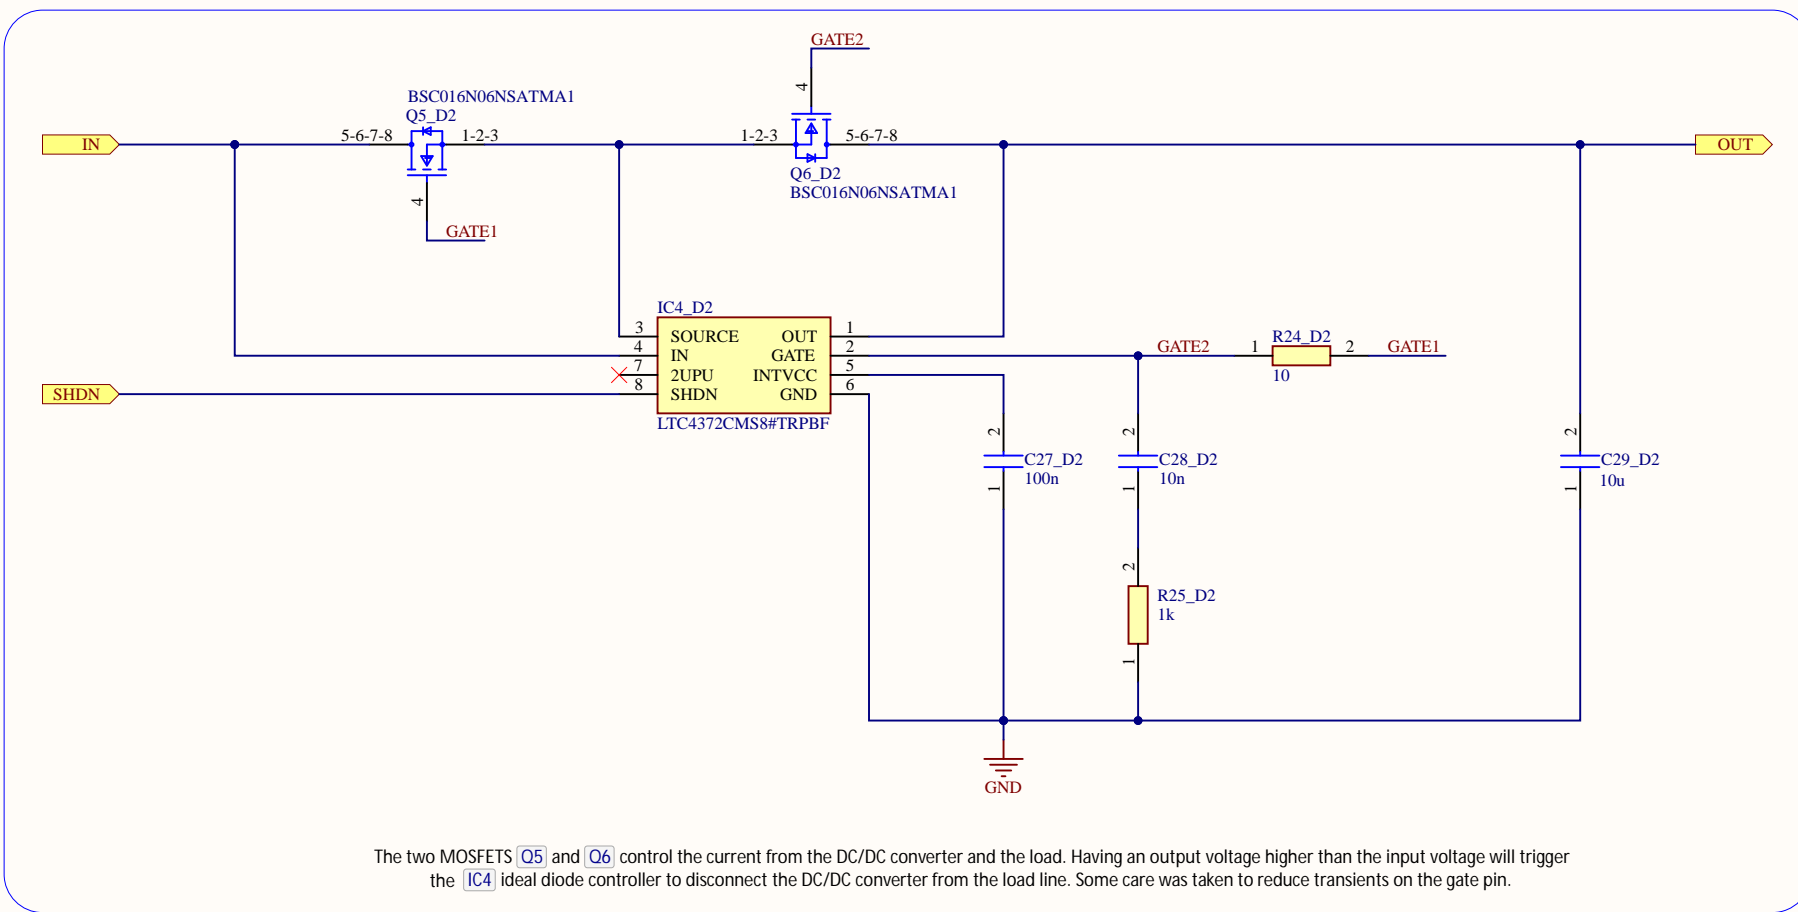 GATE2
4
BSC016N06NSATMA1
Q5_D2
IN
5-6-7-8
1-2-3
1-2-3
5-6-7-8
OUT
Q6_D2
BSC016N06NSATMA1
4
GATE1
IC4_D2
3 SOURCE OUT 1
4 IN GATE 2
7 2UPU INTVCC 5
8 SHDN GND 6
LTC4372CMS8#TRPBF
SHDN
GATE2
1
R24_D2
2
GATE1
10
2
C27_D2
100n
1
2
C28_D2
10n
1
2
C29_D2
10u
1
2
R25_D2
1k
1
GND
The two MOSFETS Q5 and Q6 control the current from the DC/DC converter and the load. Having an output voltage higher than the input voltage will trigger
the IC4 ideal diode controller to disconnect the DC/DC converter from the load line. Some care was taken to reduce transients on the gate pin.